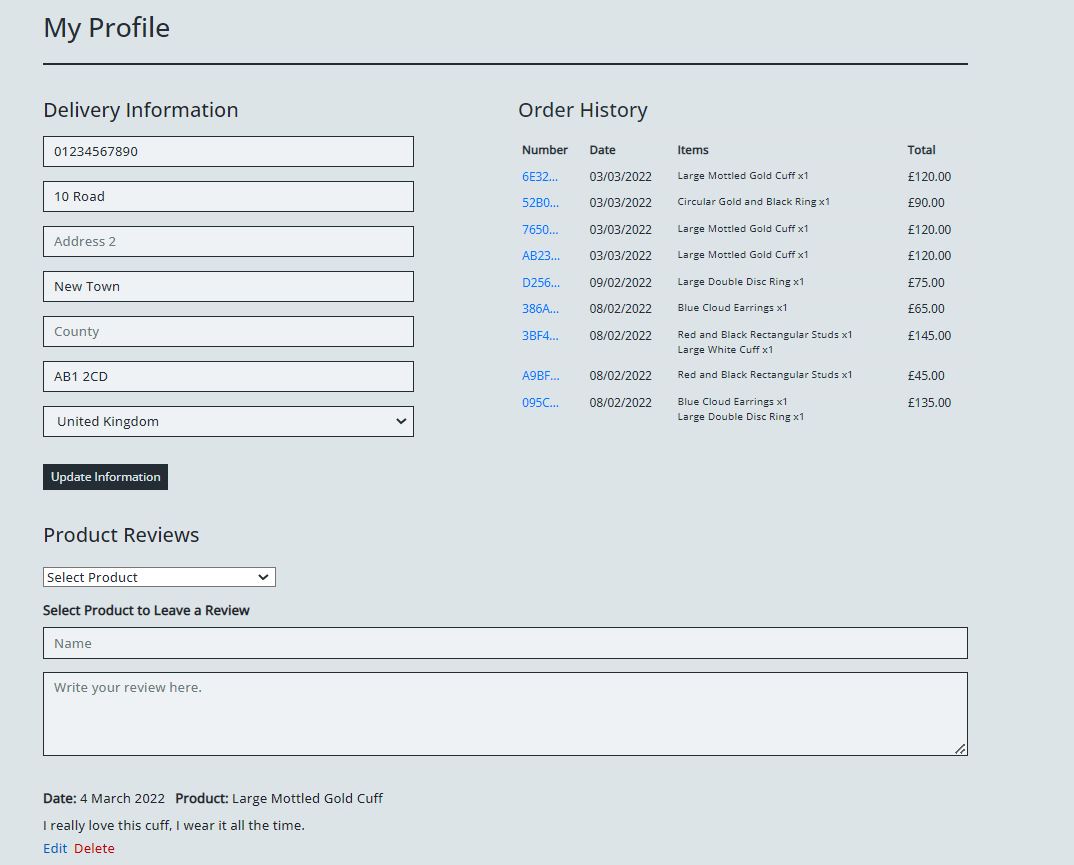 My Profile
Delivery Information
01234567890
10 Road
Address 2
New Town
County
AB1 2CD
United Kingdom
Update Information
Order History
Number Date Items Total
6E32... 03/03/2022 Large Mottled Gold Cuff x1 £120.00
52B0... 03/03/2022 Circular Gold and Black Ring x1 £90.00
7650... 03/03/2022 Large Mottled Gold Cuff x1 £120.00
AB23... 03/03/2022 Large Mottled Gold Cuff x1 £120.00
D256... 09/02/2022 Large Double Disc Ring x1 £75.00
386A... 08/02/2022 Blue Cloud Earrings x1 £65.00
3BF4... 08/02/2022 Red and Black Rectangular Studs x1 £145.00
Large White Cuff x1
A9BF... 08/02/2022 Red and Black Rectangular Studs x1 £45.00
095C... 08/02/2022 Blue Cloud Earrings x1 £135.00
Large Double Disc Ring x1
Product Reviews
Select Product
Select Product to Leave a Review
Name
Write your review here.
Date: 4 March 2022 Product: Large Mottled Gold Cuff
I really love this cuff, I wear it all the time.
Edit Delete